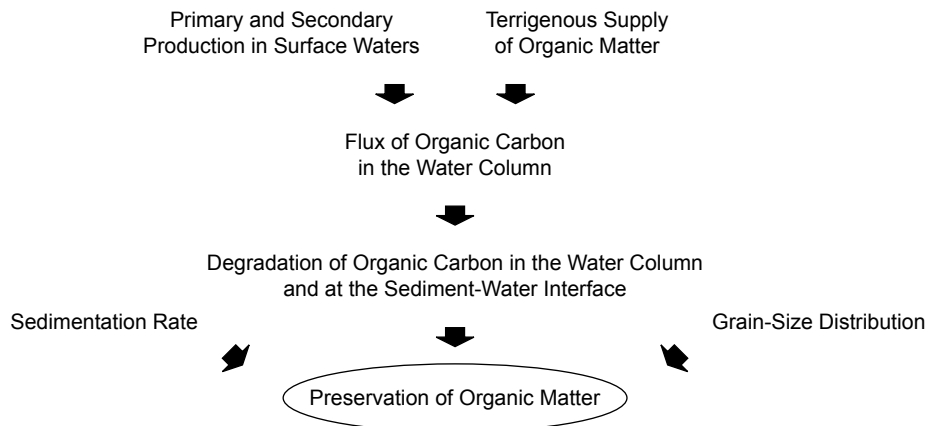 Primary and Secondary
Production in Surface Waters
Terrigenous Supply
of Organic Matter
Flux of Organic Carbon
in the Water Column
Degradation of Organic Carbon in the Water Column
and at the Sediment-Water Interface
Sedimentation Rate
Grain-Size Distribution
Preservation of Organic Matter